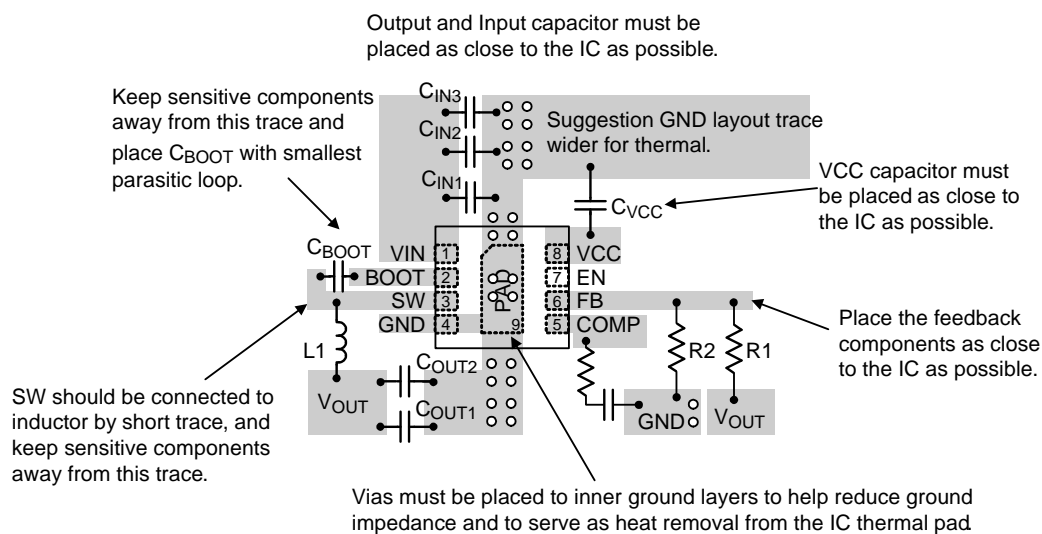 Output and Input capacitor must be
placed as close to the IC as possible.
Keep sensitive components
away from this trace and
place CBOOT with smallest
parasitic loop.
CIN3
CIN2
CIN1
Suggestion GND layout trace
wider for thermal.
VCC capacitor must
be placed as close to
the IC as possible.
CVCC
CBOOT
VIN
1
BOOT
2
SW
3
GND
4
PAD
9
8
VCC
7
EN
6
FB
5
COMP
L1
COUT2
COUT1
VOUT
R2
R1
GND
VOUT
Place the feedback
components as close
to the IC as possible.
SW should be connected to
inductor by short trace, and
keep sensitive components
away from this trace.
Vias must be placed to inner ground layers to help reduce ground
impedance and to serve as heat removal from the IC thermal pad.